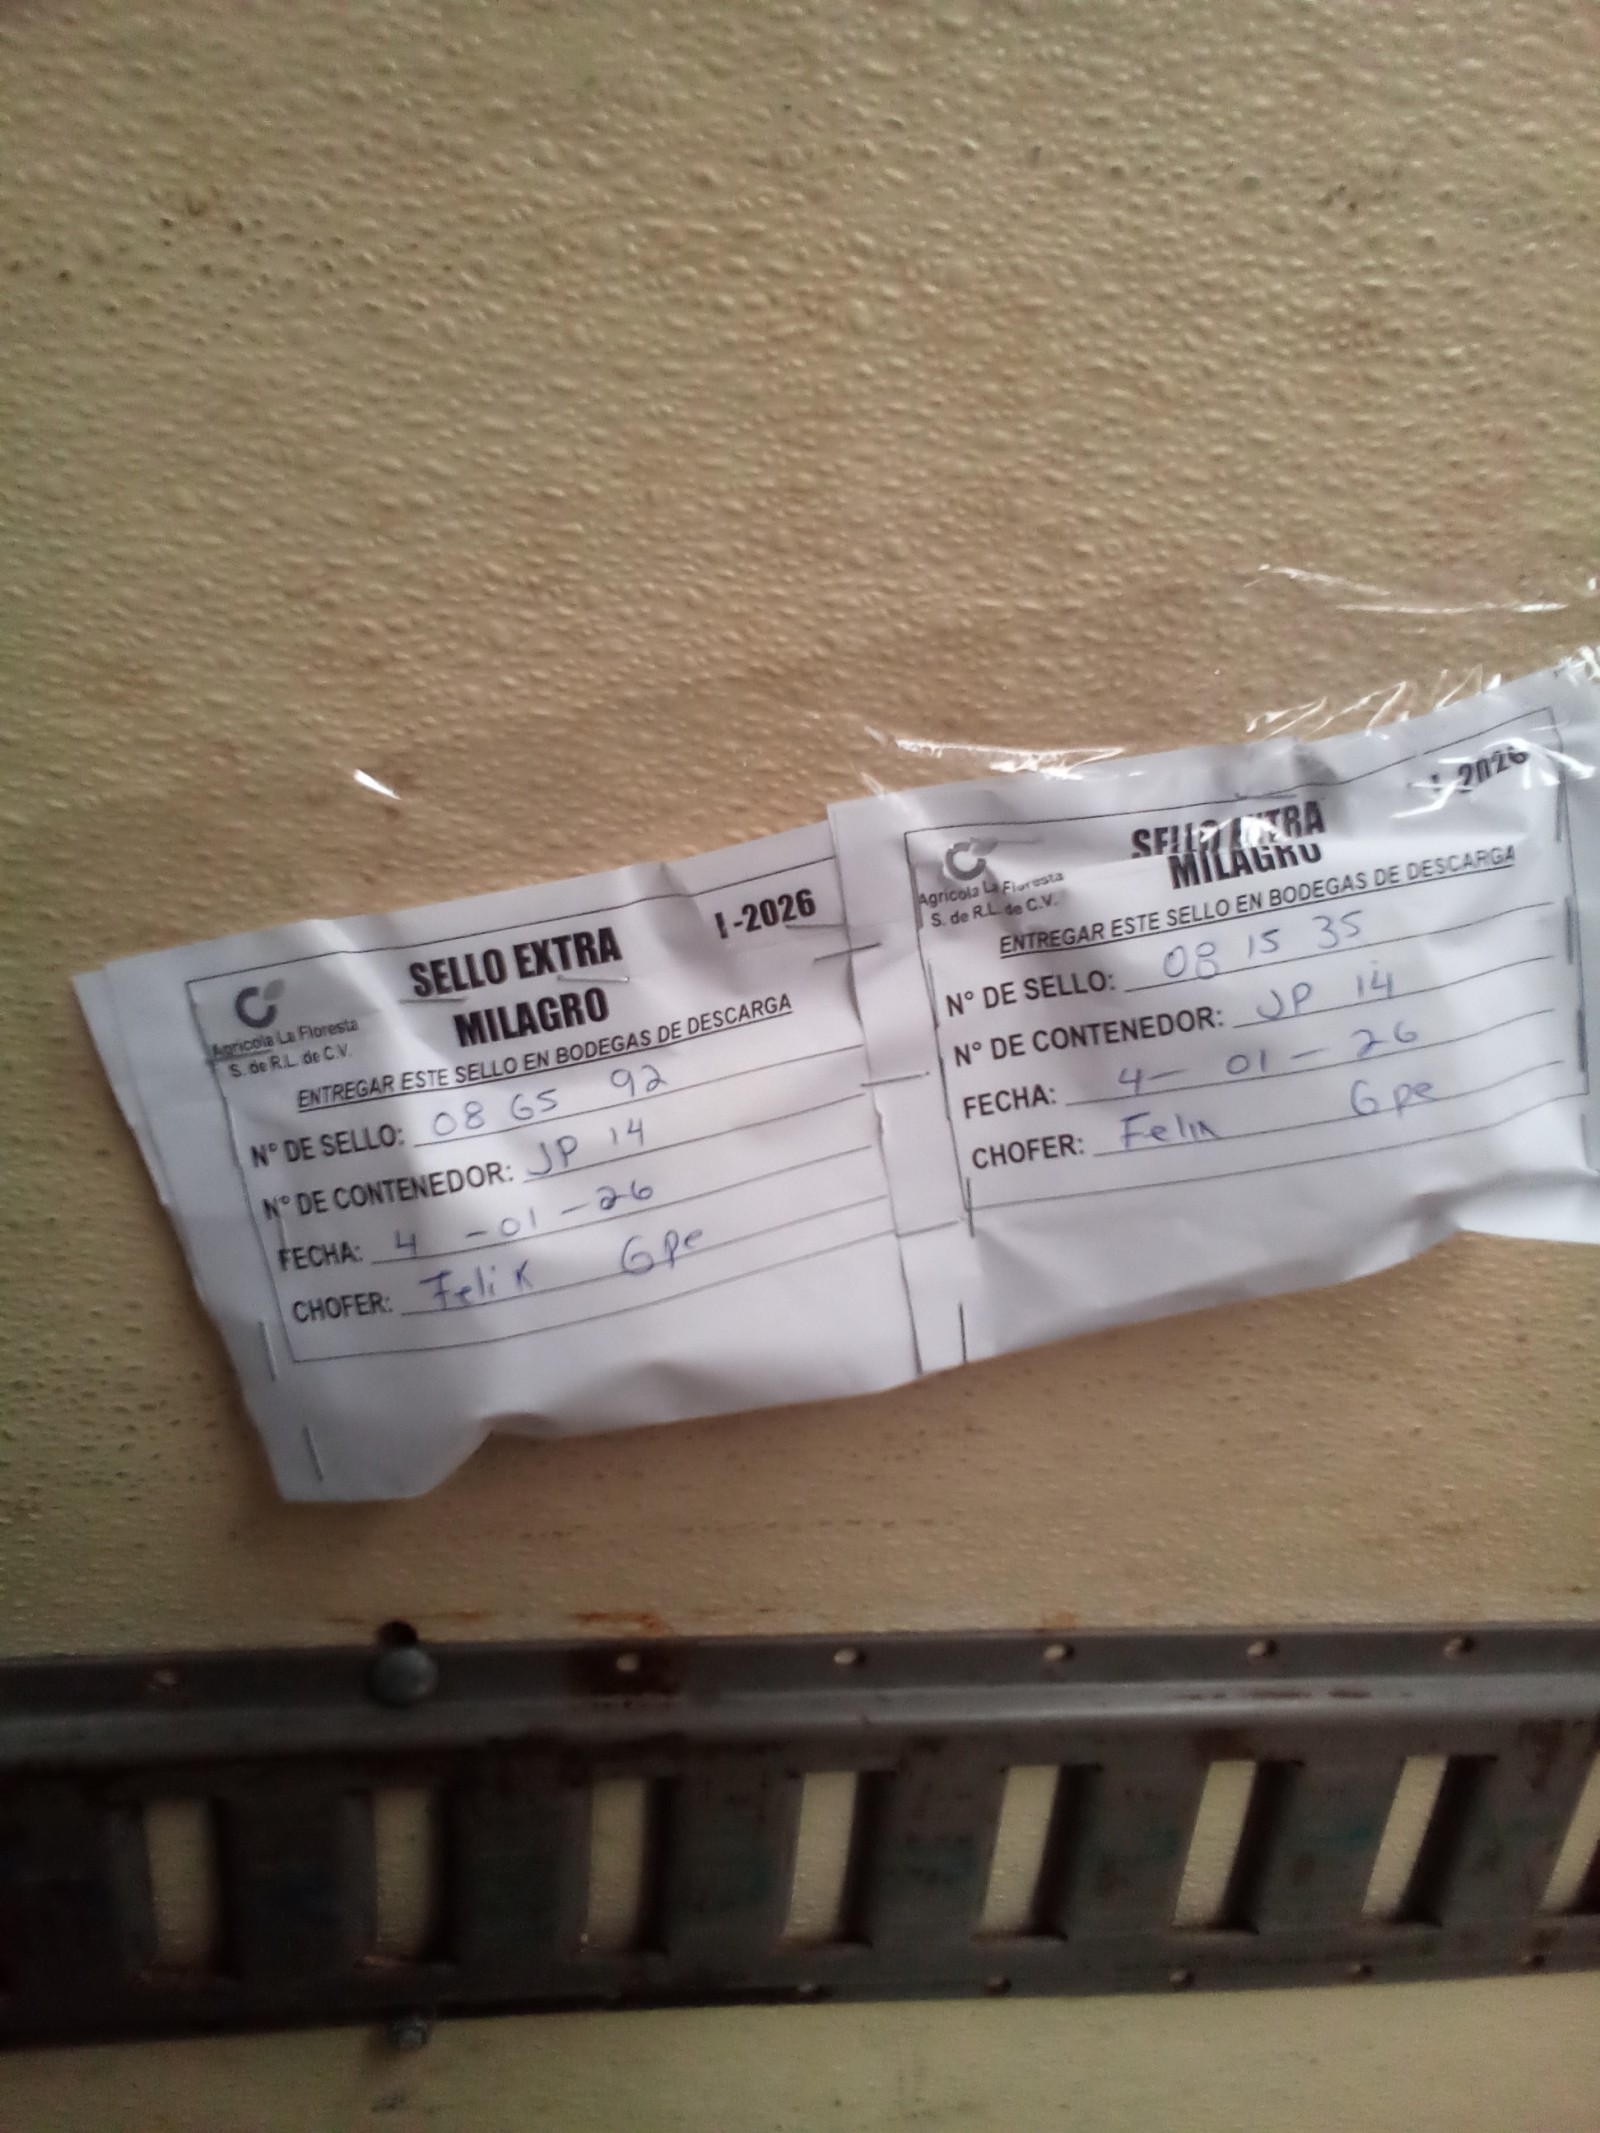 I-2026
SELLO EXTRA
MILAGRO
Agricola La Floresta
S. de R.L. de C.V.
ENTREGAR ESTE SELLO EN BODEGAS DE DESCARGA
N° DE SELLO: 08 65 92
N° DE CONTENEDOR: JP 14
FECHA: 4 -01-26
CHOFER: Felix Gpe
I-2026
SELLO EXTRA
MILAGRO
Agricola La Floresta
S. de R.L. de C.V.
ENTREGAR ESTE SELLO EN BODEGAS DE DESCARGA
N° DE SELLO: 08 15 35
N° DE CONTENEDOR: JP 14
FECHA: 4- 01-26
CHOFER: Felix Gpe